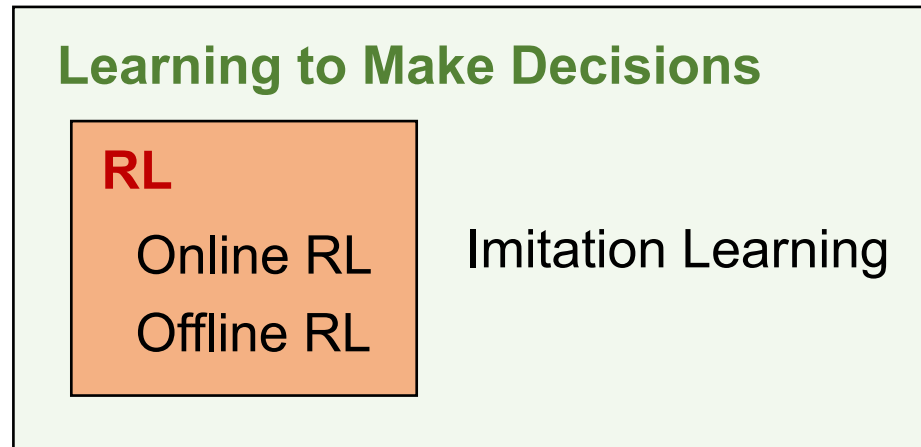 Learning to Make Decisions
RL
Online RL
Offline RL
Imitation Learning